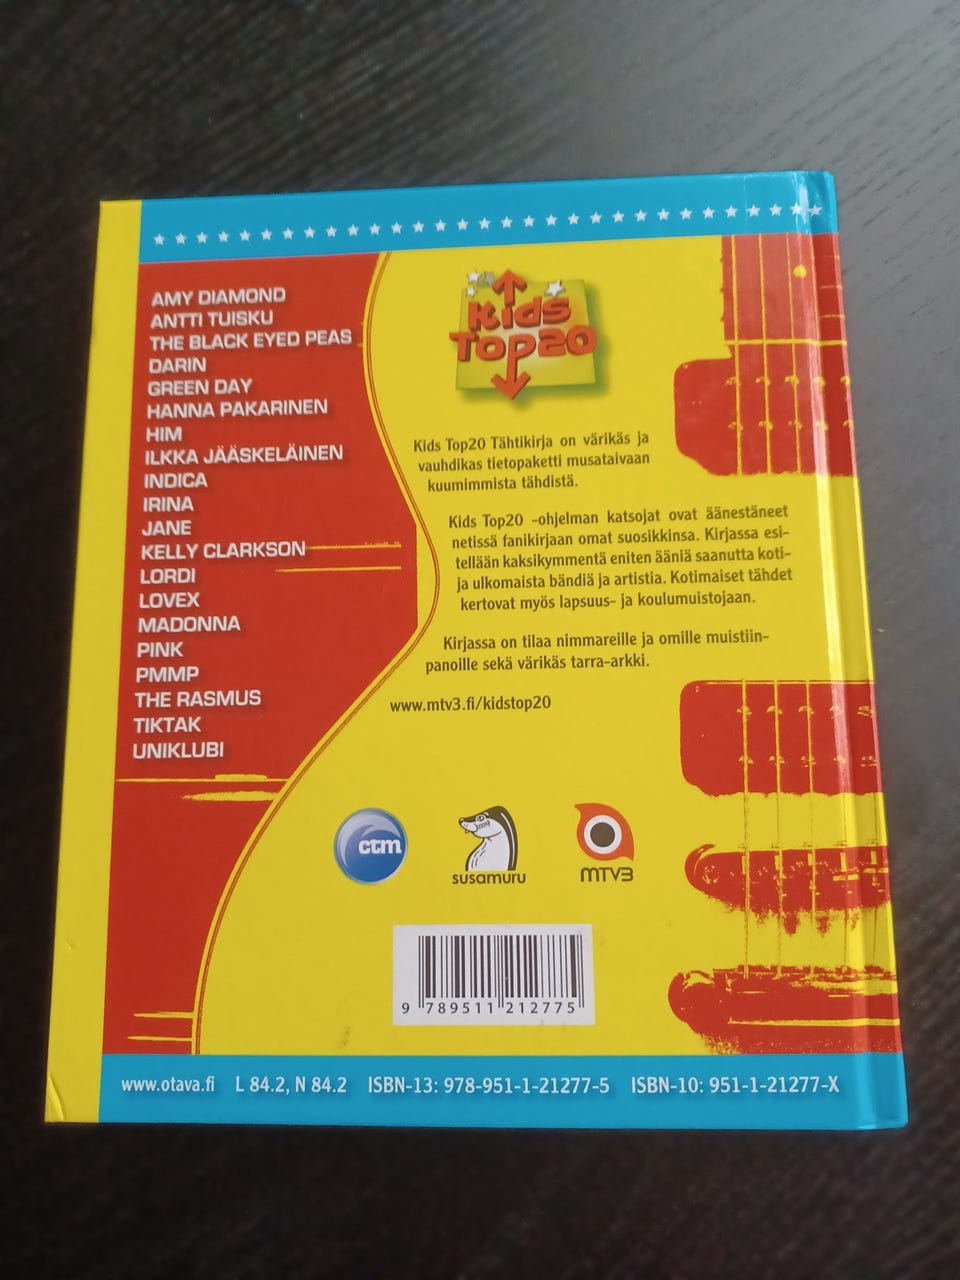 AMY DIAMOND
ANTTI TUISKU
THE BLACK EYED PEAS
DARIN
GREEN DAY
HANNA PAKARINEN
HIM
ILKKA JÄÄSKELÄINEN
INDICA
IRINA
JANE
KELLY CLARKSON
LORDI
LOVEX
MADONNA
PINK
PMMP
THE RASMUS
TIKTAK
UNIKLUBI
Kids
Top20
Kids Top20 Tähtikirja on värikäs ja
vauhdikas tietopaketti musataivaan
kuumimmista tähdistä.
Kids Top20 -ohjelman katsojat ovat äänestäneet
netissä fanikirjaan omat suosikkinsa. Kirjassa esi-
tellään kaksikymmentä eniten ääniä saanutta koti-
ja ulkomaista bändiä ja artistia. Kotimaiset tähdet
kertovat myös lapsuus- ja koulumuistojaan.
Kirjassa on tilaa nimmareille ja omille muistiin-
panoille sekä värikäs tarra-arkki.
www.mtv3.fi/kidstop20
ctm
susamuru
MTV3
9 789511 212775
www.otava.fi L 84.2, N 84.2 ISBN-13: 978-951-1-21277-5 ISBN-10: 951-1-21277-X